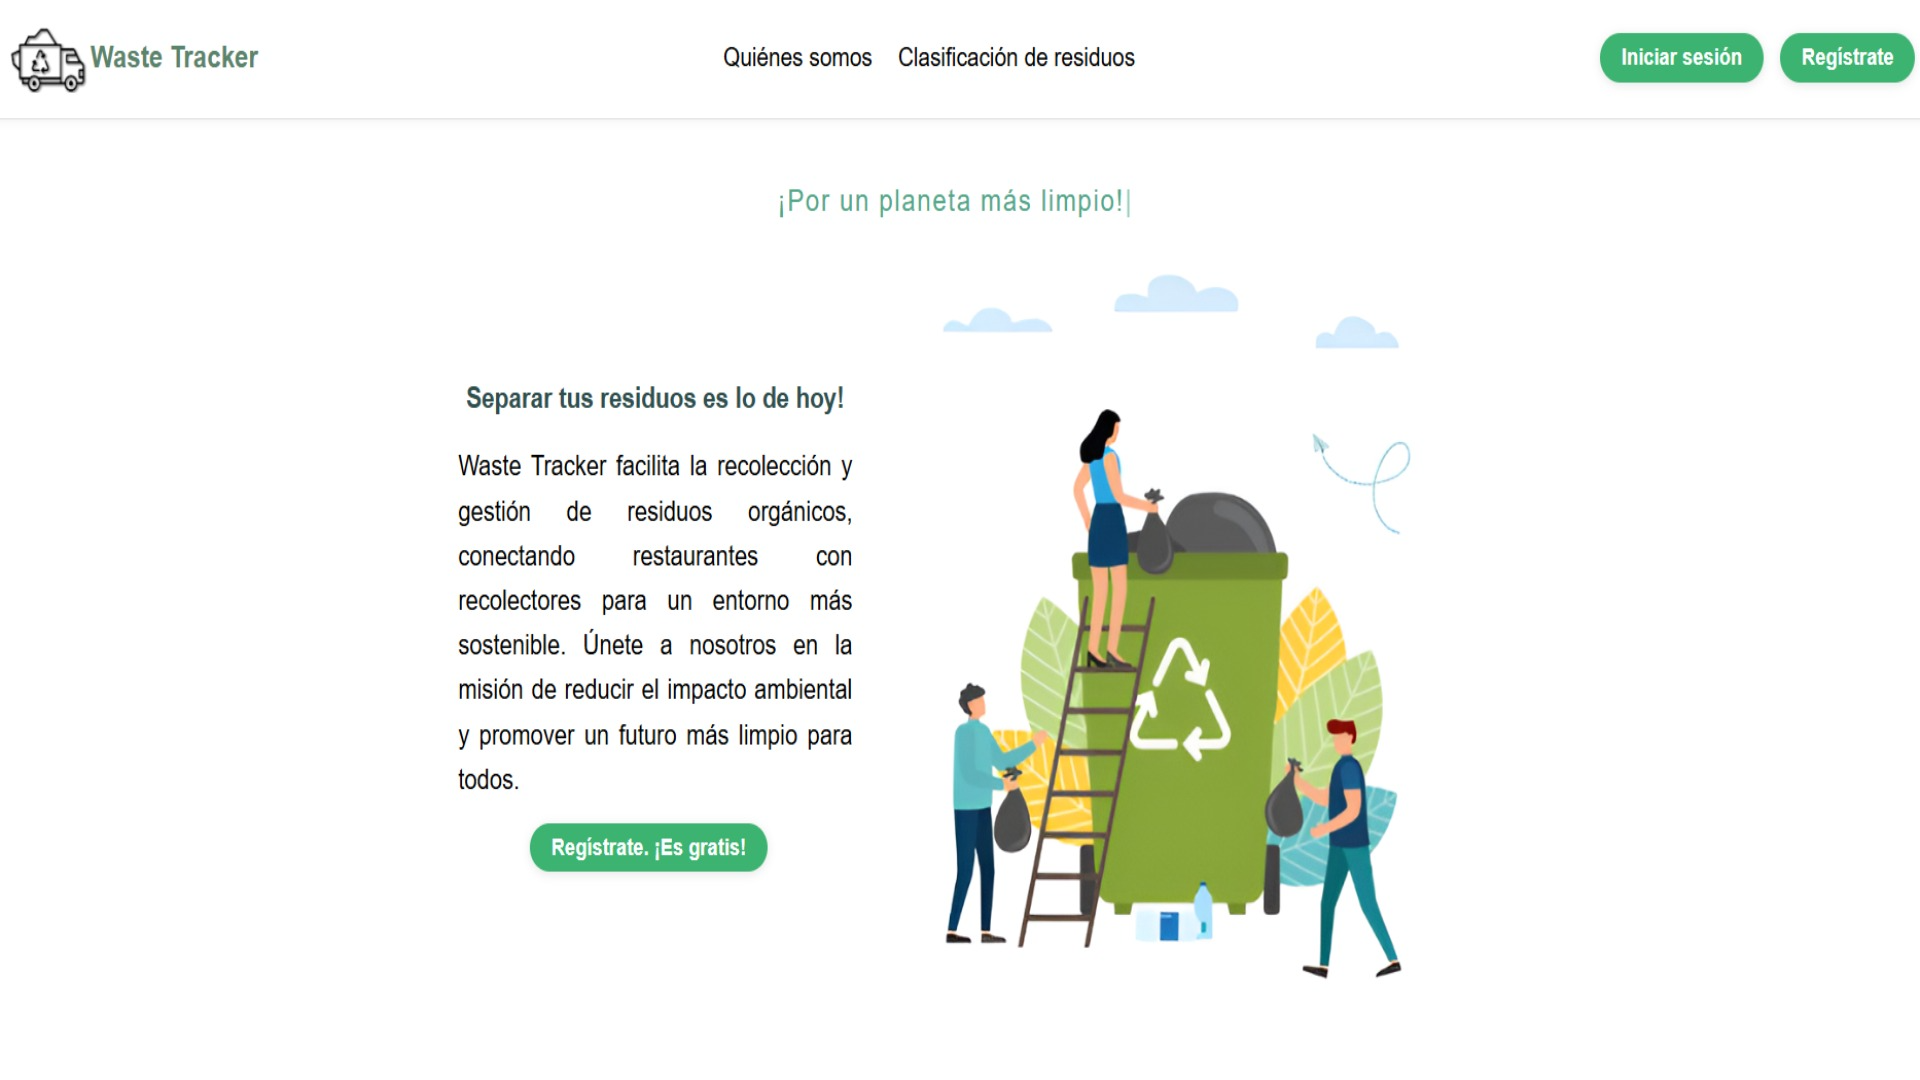 Waste Tracker
Quiénes somos
Clasificación de residuos
Iniciar sesión
Regístrate
¡Por un planeta más limpio!|
Separar tus residuos es lo de hoy!
Waste Tracker facilita la recolección y
gestión de residuos orgánicos,
conectando restaurantes con
recolectores para un entorno más
sostenible. Únete a nosotros en la
misión de reducir el impacto ambiental
y promover un futuro más limpio para
todos.
Regístrate. ¡Es gratis!